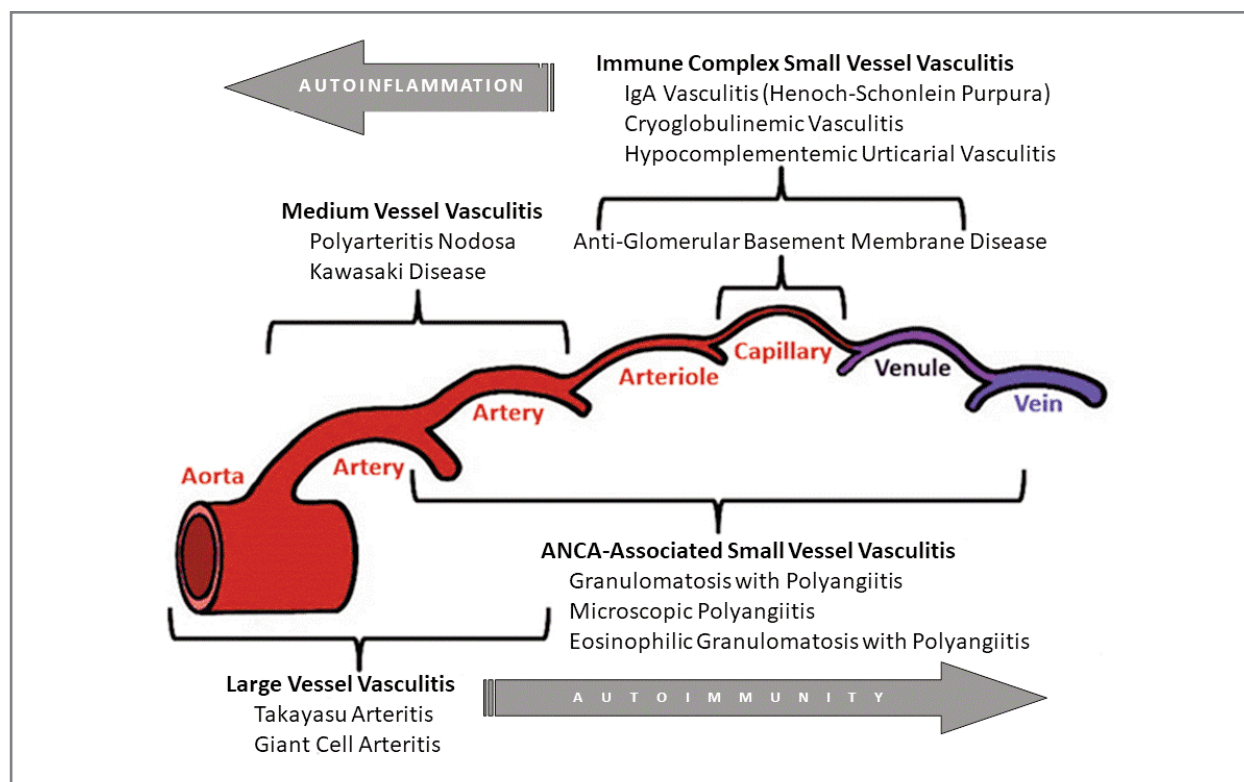 AUTOINFLAMMATION
Immune Complex Small Vessel Vasculitis
IgA Vasculitis (Henoch-Schonlein Purpura)
Cryoglobulinemic Vasculitis
Hypocomplementemic Urticarial Vasculitis
Medium Vessel Vasculitis
Polyarteritis Nodosa
Kawasaki Disease
Anti-Glomerular Basement Membrane Disease
Capillary
Arteriole
Venule
Vein
Artery
Artery
Aorta
ANCA-Associated Small Vessel Vasculitis
Granulomatosis with Polyangiitis
Microscopic Polyangiitis
Eosinophilic Granulomatosis with Polyangiitis
Large Vessel Vasculitis
Takayasu Arteritis
Giant Cell Arteritis
AUTOIMMUNITY